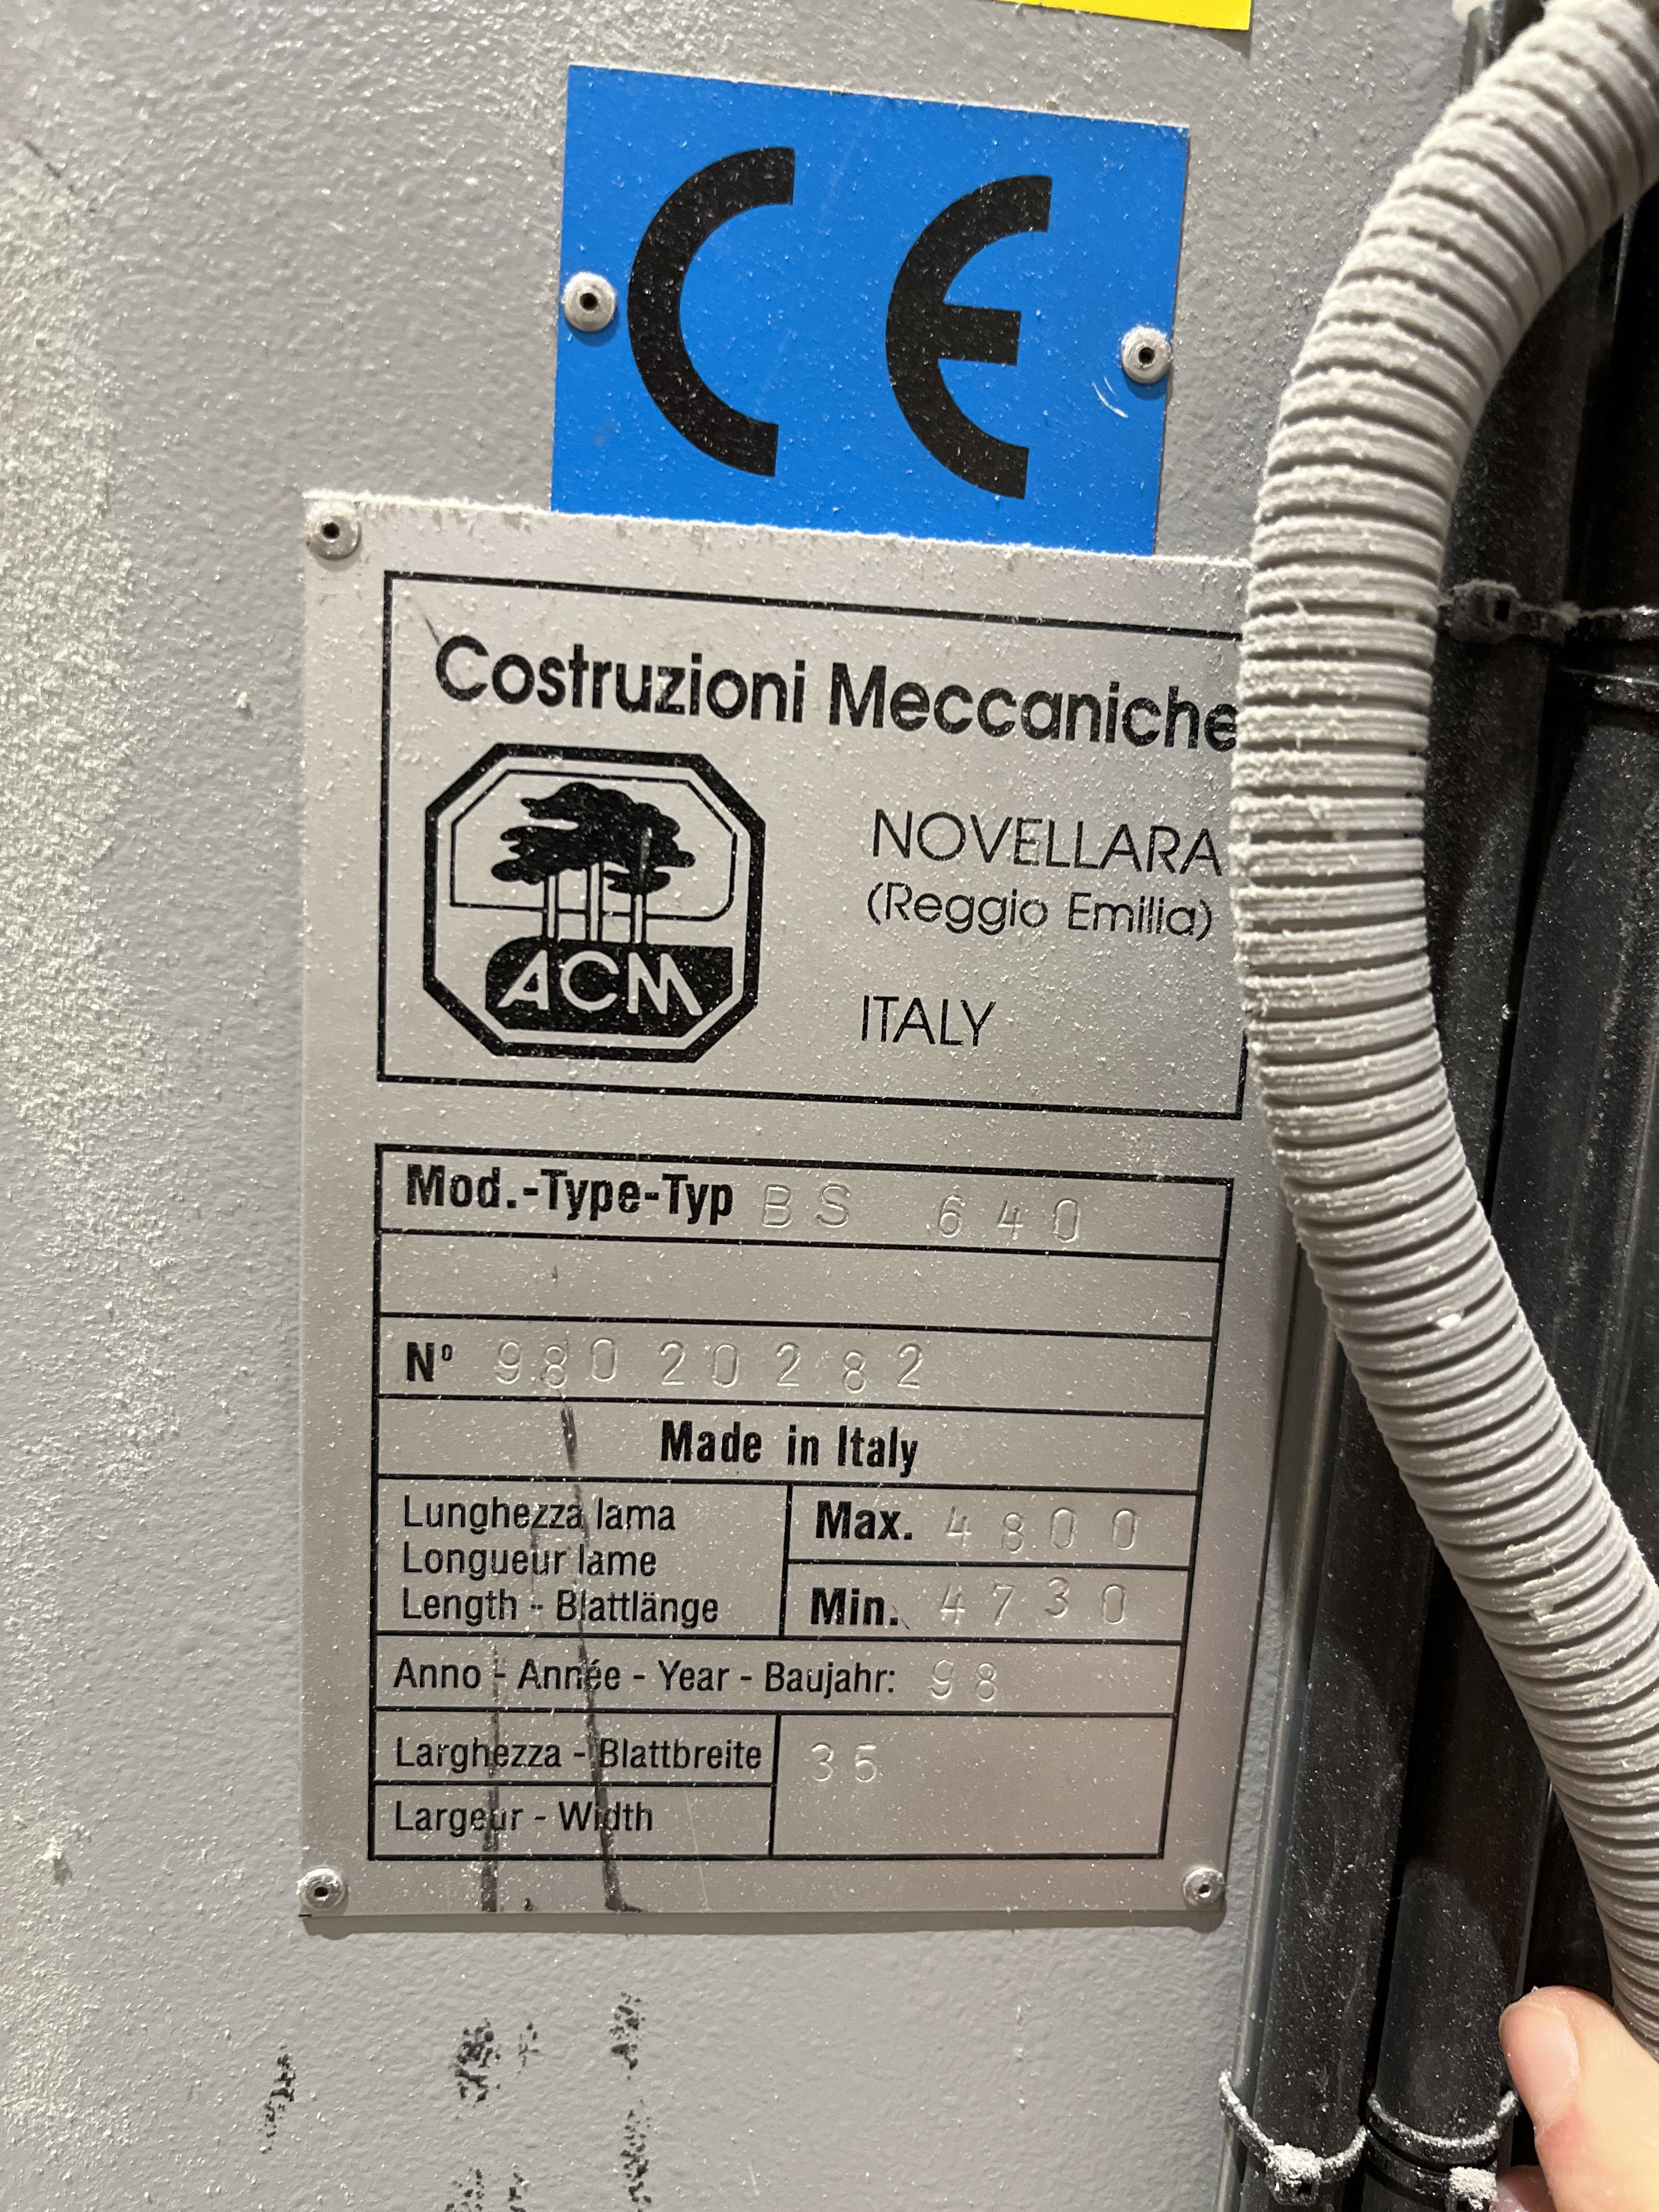 CE
Costruzioni Meccaniche
NOVELLARA
(Reggio Emilia)
ACM
ITALY
Mod.-Type-Typ BS 640
Nº 98020282
Made in Italy
Lunghezza lama
Longueur lame
Length - Blattlänge
Max. 4800
Min. 4730
Anno - Année - Year - Baujahr: 98
Larghezza - Blattbreite 35
Largeur - Width